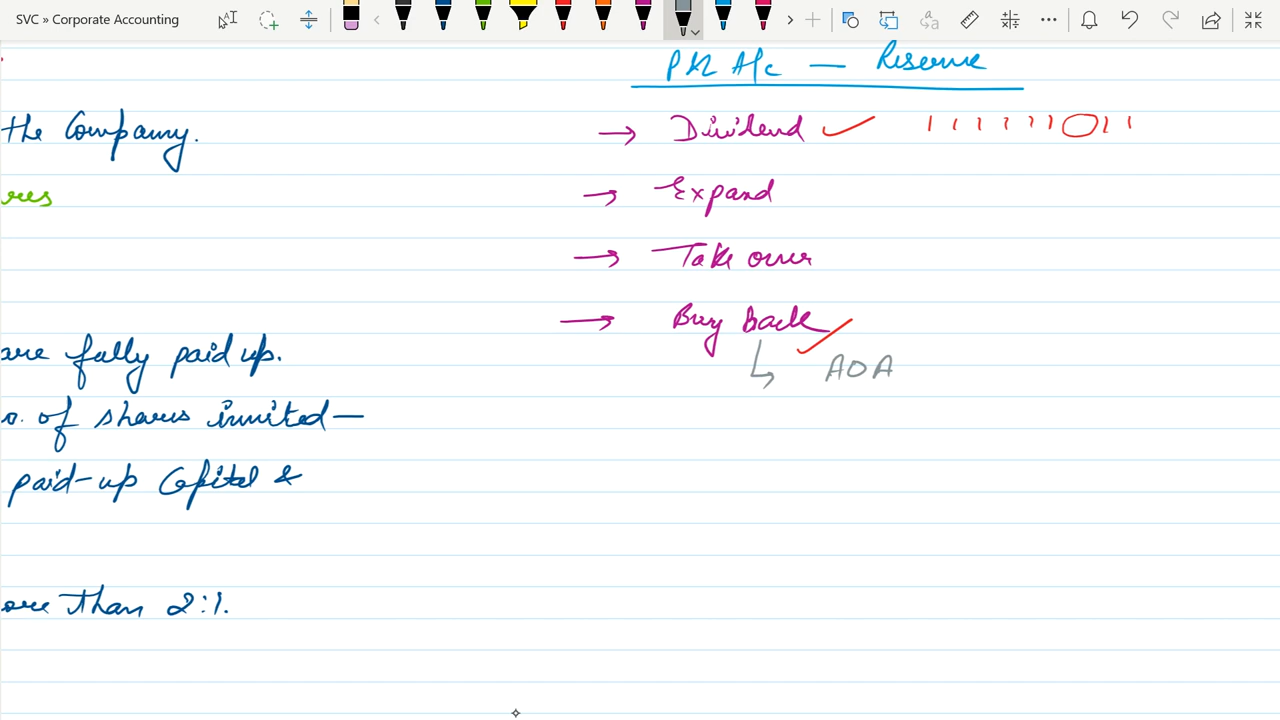 SVC » Corporate Accounting
P&L A/c — Reserve
the Company.
→ Dividend ✓
res
→ Expand
→ Take over
→ Buy back ✓
↳ AOA
are fully paid up.
o. of shares invited—
paid-up Capital &
ore than 2:1.